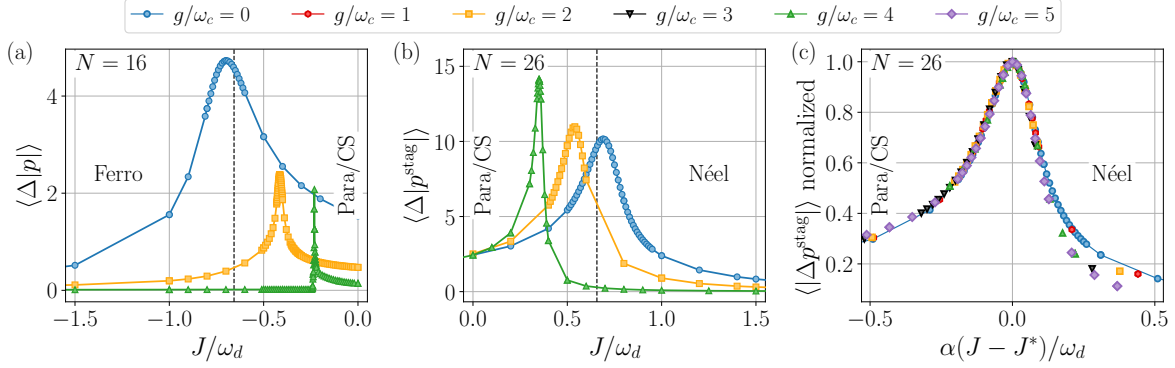 g/ω_c = 0 g/ω_c = 1 g/ω_c = 2 g/ω_c = 3 g/ω_c = 4 g/ω_c = 5
(a)
N = 16
Ferro
Para/CS
⟨Δ|p|⟩
4
2
0
−1.5 −1.0 −0.5 0.0
J/ω_d
(b)
N = 26
Para/CS
Néel
⟨Δ|p^stag|⟩
15
10
5
0
0.0 0.5 1.0 1.5
J/ω_d
(c)
N = 26
Para/CS
Néel
⟨|Δp^stag|⟩ normalized
1.0
0.8
0.6
0.4
0.2
−0.5 0.0 0.5
α(J − J*)/ω_d